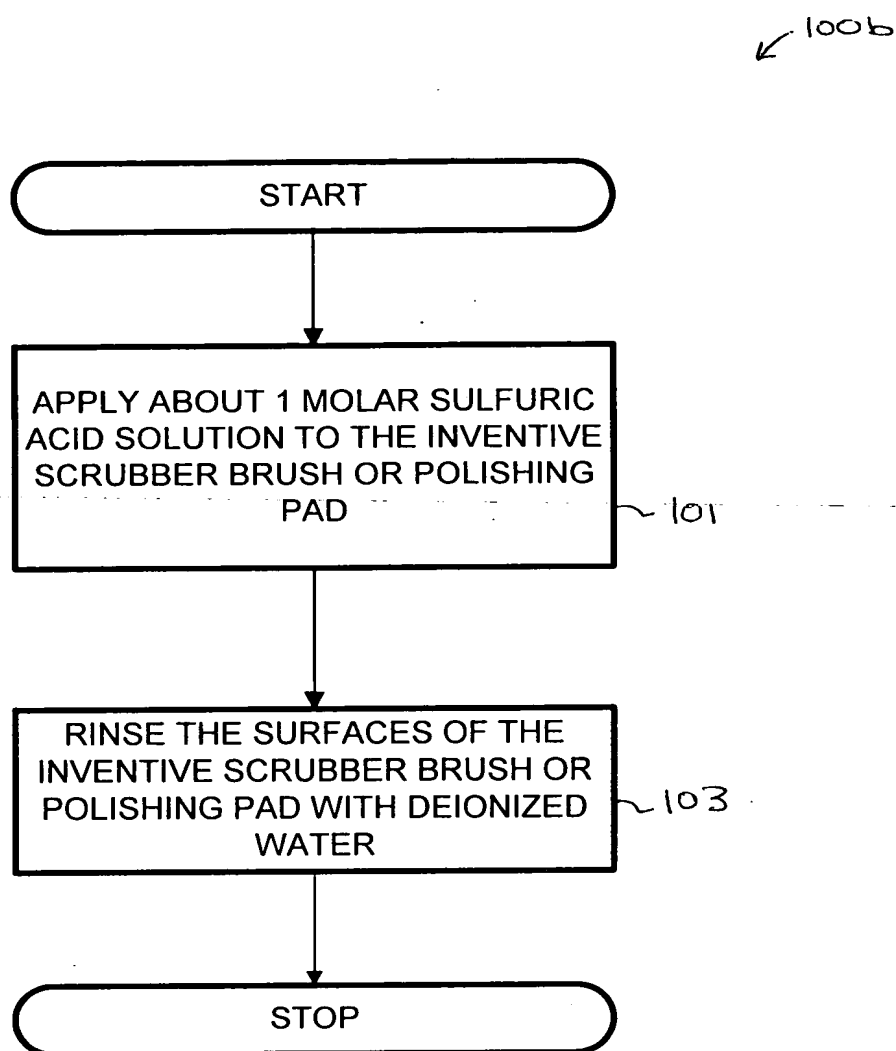 100b
START
APPLY ABOUT 1 MOLAR SULFURIC
ACID SOLUTION TO THE INVENTIVE
SCRUBBER BRUSH OR POLISHING
PAD
101
RINSE THE SURFACES OF THE
INVENTIVE SCRUBBER BRUSH OR
POLISHING PAD WITH DEIONIZED
WATER
103
STOP